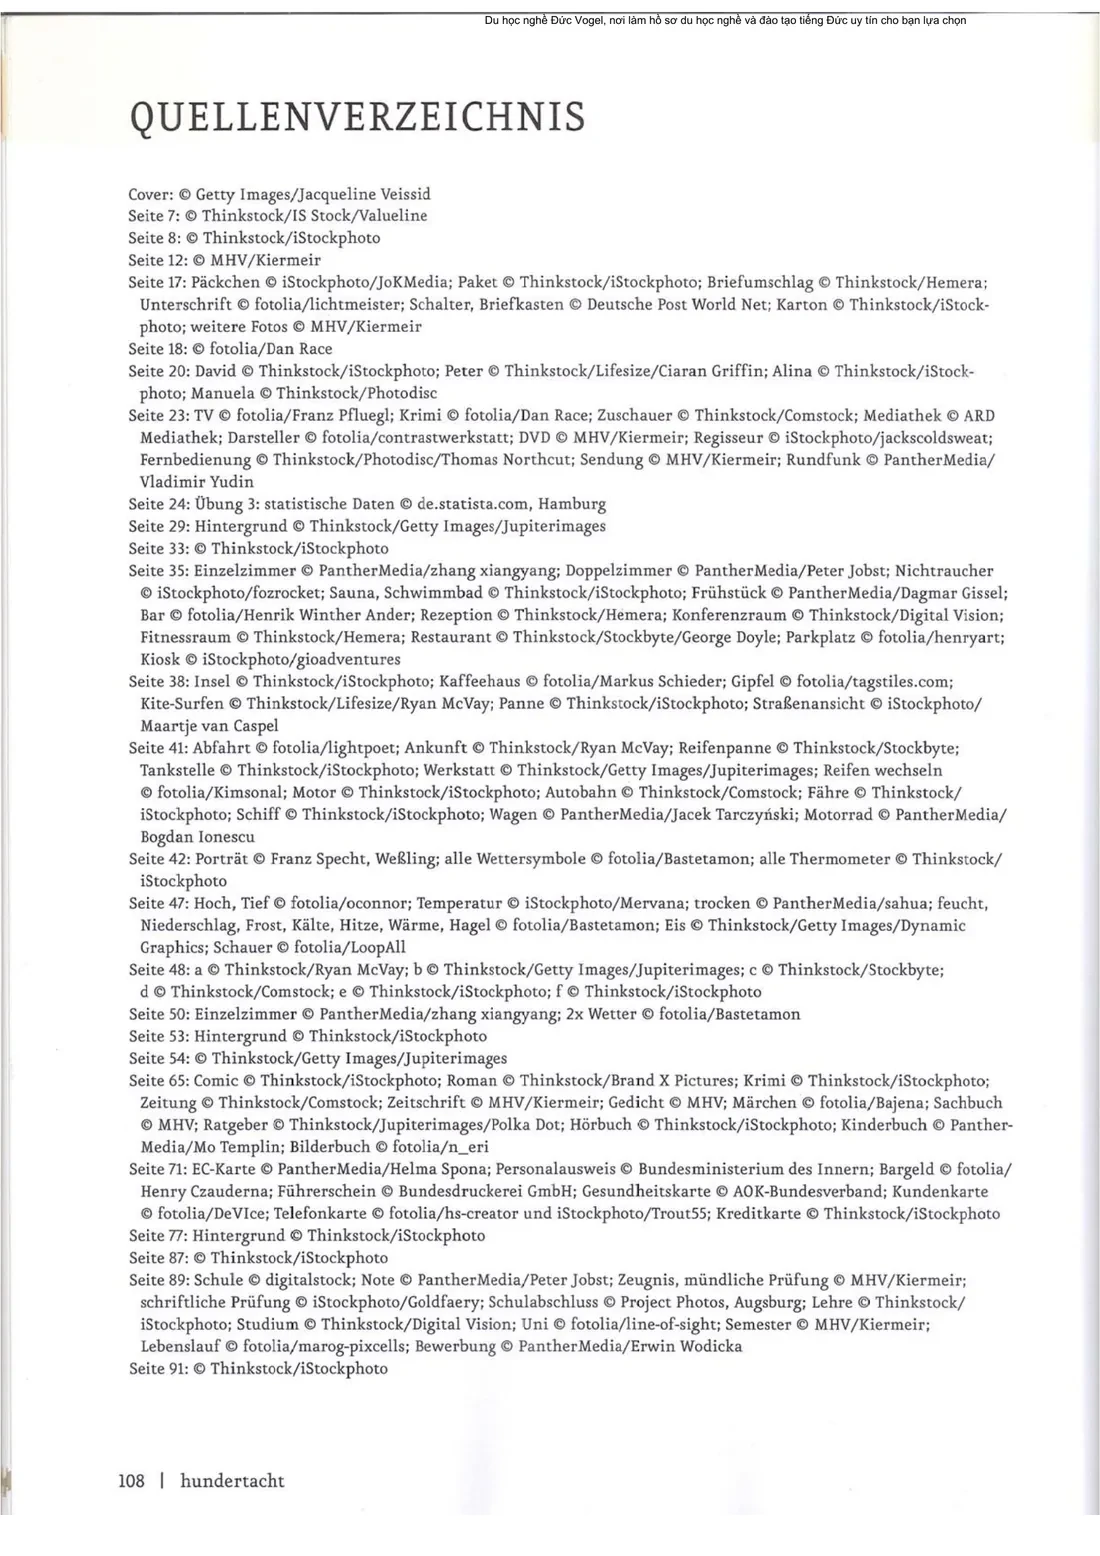 Du học nghề Đức Vogel, nơi làm hồ sơ du học nghề và đào tạo tiếng Đức uy tín cho bạn lựa chọn
QUELLENVERZEICHNIS
Cover: © Getty Images/Jacqueline Veissid
Seite 7: © Thinkstock/IS Stock/Valueline
Seite 8: © Thinkstock/iStockphoto
Seite 12: © MHV/Kiermeir
Seite 17: Päckchen © iStockphoto/JoKMedia; Paket © Thinkstock/iStockphoto; Briefumschlag © Thinkstock/Hemera;
Unterschrift © fotolia/lichtmeister; Schalter, Briefkasten © Deutsche Post World Net; Karton © Thinkstock/iStock-
photo; weitere Fotos © MHV/Kiermeir
Seite 18: © fotolia/Dan Race
Seite 20: David © Thinkstock/iStockphoto; Peter © Thinkstock/Lifesize/Ciaran Griffin; Alina © Thinkstock/iStock-
photo; Manuela © Thinkstock/Photodisc
Seite 23: TV © fotolia/Franz Pfluegl; Krimi © fotolia/Dan Race; Zuschauer © Thinkstock/Comstock; Mediathek © ARD
Mediathek; Darsteller © fotolia/contrastwerkstatt; DVD © MHV/Kiermeir; Regisseur © iStockphoto/jackscoldsweat;
Fernbedienung © Thinkstock/Photodisc/Thomas Northcut; Sendung © MHV/Kiermeir; Rundfunk © PantherMedia/
Vladimir Yudin
Seite 24: Übung 3: statistische Daten © de.statista.com, Hamburg
Seite 29: Hintergrund © Thinkstock/Getty Images/Jupiterimages
Seite 33: © Thinkstock/iStockphoto
Seite 35: Einzelzimmer © PantherMedia/zhang xiangyang; Doppelzimmer © PantherMedia/Peter Jobst; Nichtraucher
© iStockphoto/fozrocket; Sauna, Schwimmbad © Thinkstock/iStockphoto; Frühstück © PantherMedia/Dagmar Gissel;
Bar © fotolia/Henrik Winther Ander; Rezeption © Thinkstock/Hemera; Konferenzraum © Thinkstock/Digital Vision;
Fitnessraum © Thinkstock/Hemera; Restaurant © Thinkstock/Stockbyte/George Doyle; Parkplatz © fotolia/henryart;
Kiosk © iStockphoto/gioadventures
Seite 38: Insel © Thinkstock/iStockphoto; Kaffeehaus © fotolia/Markus Schieder; Gipfel © fotolia/tagstiles.com;
Kite-Surfen © Thinkstock/Lifesize/Ryan McVay; Panne © Thinkstock/iStockphoto; Straßenansicht © iStockphoto/
Maartje van Caspel
Seite 41: Abfahrt © fotolia/lightpoet; Ankunft © Thinkstock/Ryan McVay; Reifenpanne © Thinkstock/Stockbyte;
Tankstelle © Thinkstock/iStockphoto; Werkstatt © Thinkstock/Getty Images/Jupiterimages; Reifen wechseln
© fotolia/Kimsonal; Motor © Thinkstock/iStockphoto; Autobahn © Thinkstock/Comstock; Fähre © Thinkstock/
iStockphoto; Schiff © Thinkstock/iStockphoto; Wagen © PantherMedia/Jacek Tarczyński; Motorrad © PantherMedia/
Bogdan Ionescu
Seite 42: Porträt © Franz Specht, Weßling; alle Wettersymbole © fotolia/Bastetamon; alle Thermometer © Thinkstock/
iStockphoto
Seite 47: Hoch, Tief © fotolia/oconnor; Temperatur © iStockphoto/Mervana; trocken © PantherMedia/sahua; feucht,
Niederschlag, Frost, Kälte, Hitze, Wärme, Hagel © fotolia/Bastetamon; Eis © Thinkstock/Getty Images/Dynamic
Graphics; Schauer © fotolia/LoopAll
Seite 48: a © Thinkstock/Ryan McVay; b © Thinkstock/Getty Images/Jupiterimages; c © Thinkstock/Stockbyte;
d © Thinkstock/Comstock; e © Thinkstock/iStockphoto; f © Thinkstock/iStockphoto
Seite 50: Einzelzimmer © PantherMedia/zhang xiangyang; 2x Wetter © fotolia/Bastetamon
Seite 53: Hintergrund © Thinkstock/iStockphoto
Seite 54: © Thinkstock/Getty Images/Jupiterimages
Seite 65: Comic © Thinkstock/iStockphoto; Roman © Thinkstock/Brand X Pictures; Krimi © Thinkstock/iStockphoto;
Zeitung © Thinkstock/Comstock; Zeitschrift © MHV/Kiermeir; Gedicht © MHV; Märchen © fotolia/Bajena; Sachbuch
© MHV; Ratgeber © Thinkstock/Jupiterimages/Polka Dot; Hörbuch © Thinkstock/iStockphoto; Kinderbuch © Panther-
Media/Mo Templin; Bilderbuch © fotolia/n_eri
Seite 71: EC-Karte © PantherMedia/Helma Spona; Personalausweis © Bundesministerium des Innern; Bargeld © fotolia/
Henry Czauderna; Führerschein © Bundesdruckerei GmbH; Gesundheitskarte © AOK-Bundesverband; Kundenkarte
© fotolia/DeVIce; Telefonkarte © fotolia/hs-creator und iStockphoto/Trout55; Kreditkarte © Thinkstock/iStockphoto
Seite 77: Hintergrund © Thinkstock/iStockphoto
Seite 87: © Thinkstock/iStockphoto
Seite 89: Schule © digitalstock; Note © PantherMedia/Peter Jobst; Zeugnis, mündliche Prüfung © MHV/Kiermeir;
schriftliche Prüfung © iStockphoto/Goldfaery; Schulabschluss © Project Photos, Augsburg; Lehre © Thinkstock/
iStockphoto; Studium © Thinkstock/Digital Vision; Uni © fotolia/line-of-sight; Semester © MHV/Kiermeir;
Lebenslauf © fotolia/marog-pixcells; Bewerbung © PantherMedia/Erwin Wodicka
Seite 91: © Thinkstock/iStockphoto
108 | hundertacht